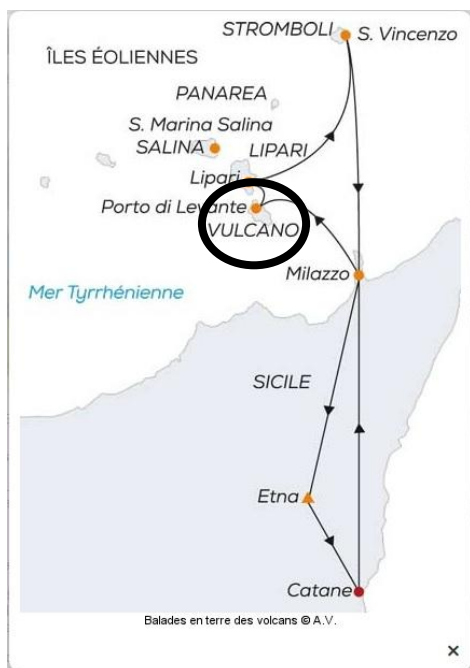 STROMBOLI
S. Vincenzo
ÎLES ÉOLIENNES
PANAREA
S. Marina Salina
SALINA
LIPARI
Lipari
Porto di Levante
VULCANO
Milazzo
Mer Tyrrhénienne
SICILE
Etna
Catane
Balades en terre des volcans © A.V.